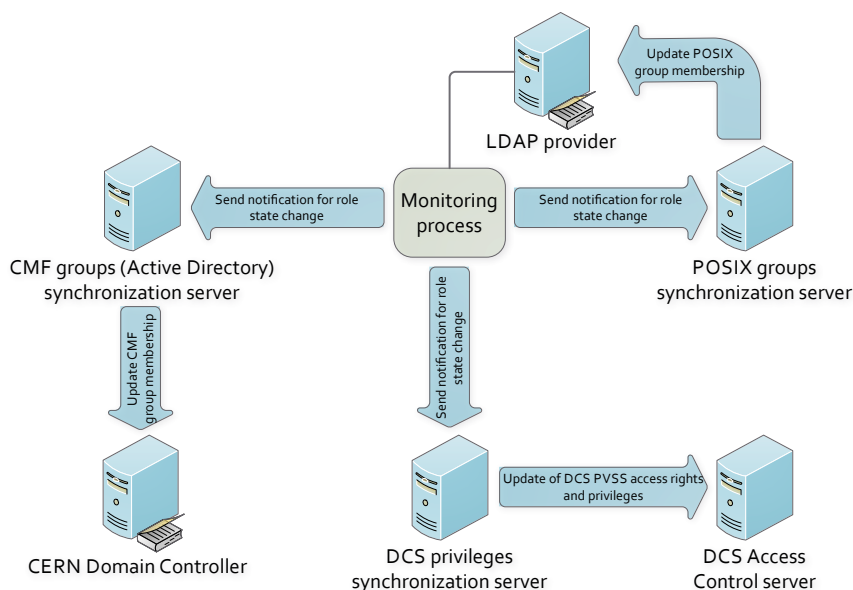 Update POSIX
group membership
LDAP provider
Send notification for role
state change
Monitoring
process
Send notification for role
state change
CMF groups (Active Directory)
synchronization server
POSIX groups
synchronization server
Update CMF
group membership
Send notification for role
state change
Update of DCS PVSS access rights
and privileges
CERN Domain Controller
DCS privileges
synchronization server
DCS Access
Control server